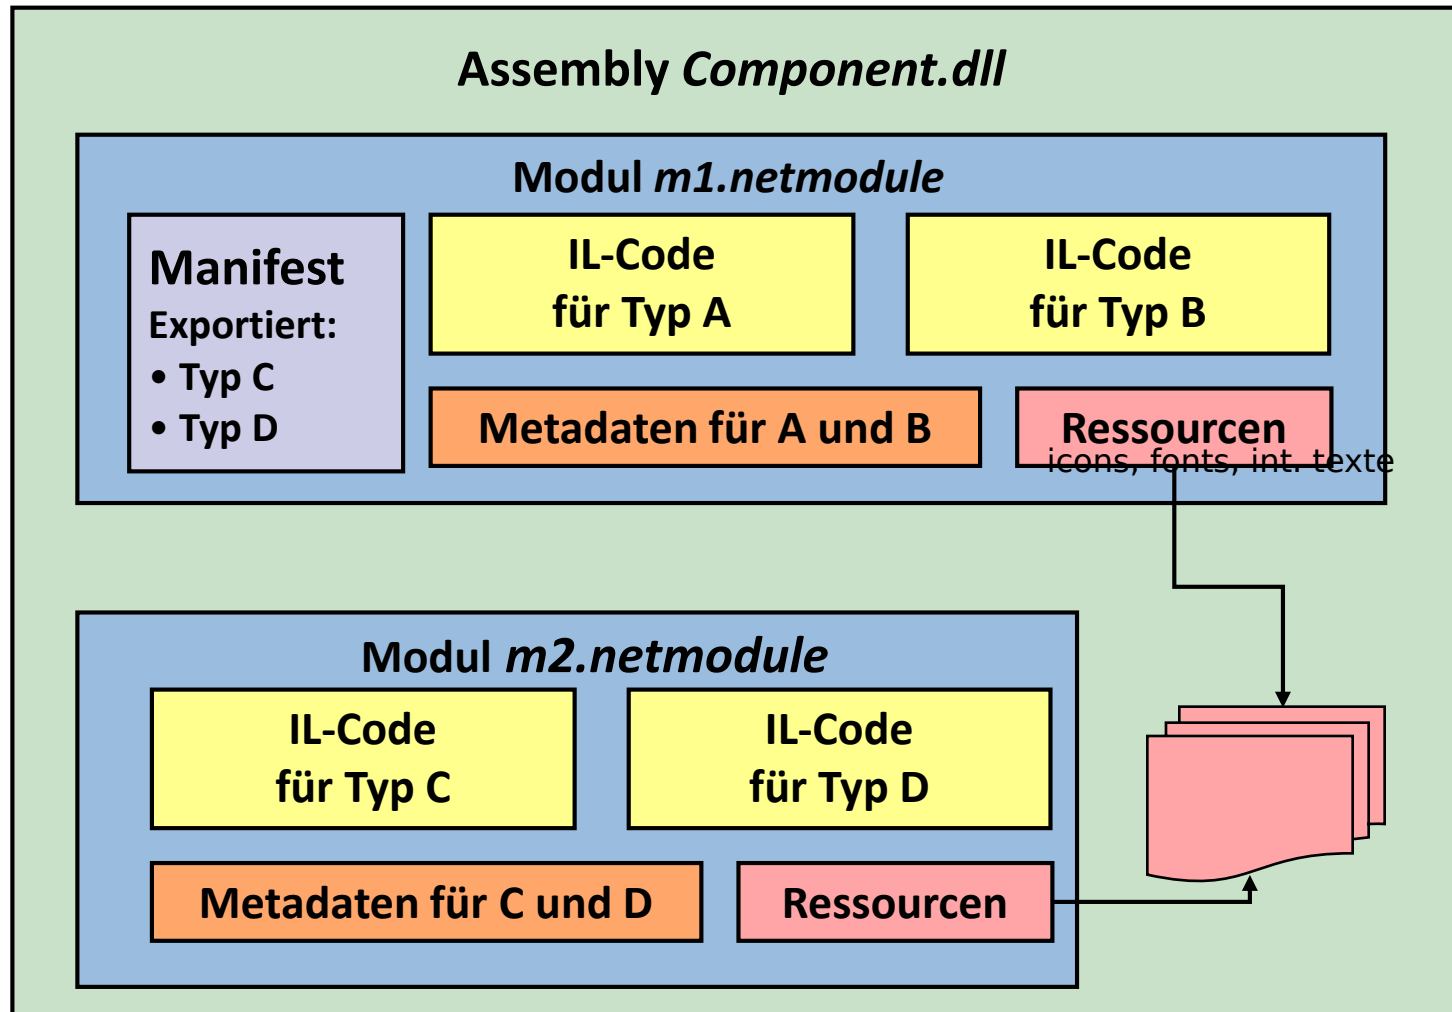 Assembly Component.dll
Modul m1.netmodule
Manifest
Exportiert:
• Typ C
• Typ D
IL-Code
für Typ A
IL-Code
für Typ B
Metadaten für A und B
Ressourcen
icons, fonts, int. texte
Modul m2.netmodule
IL-Code
für Typ C
IL-Code
für Typ D
Metadaten für C und D
Ressourcen